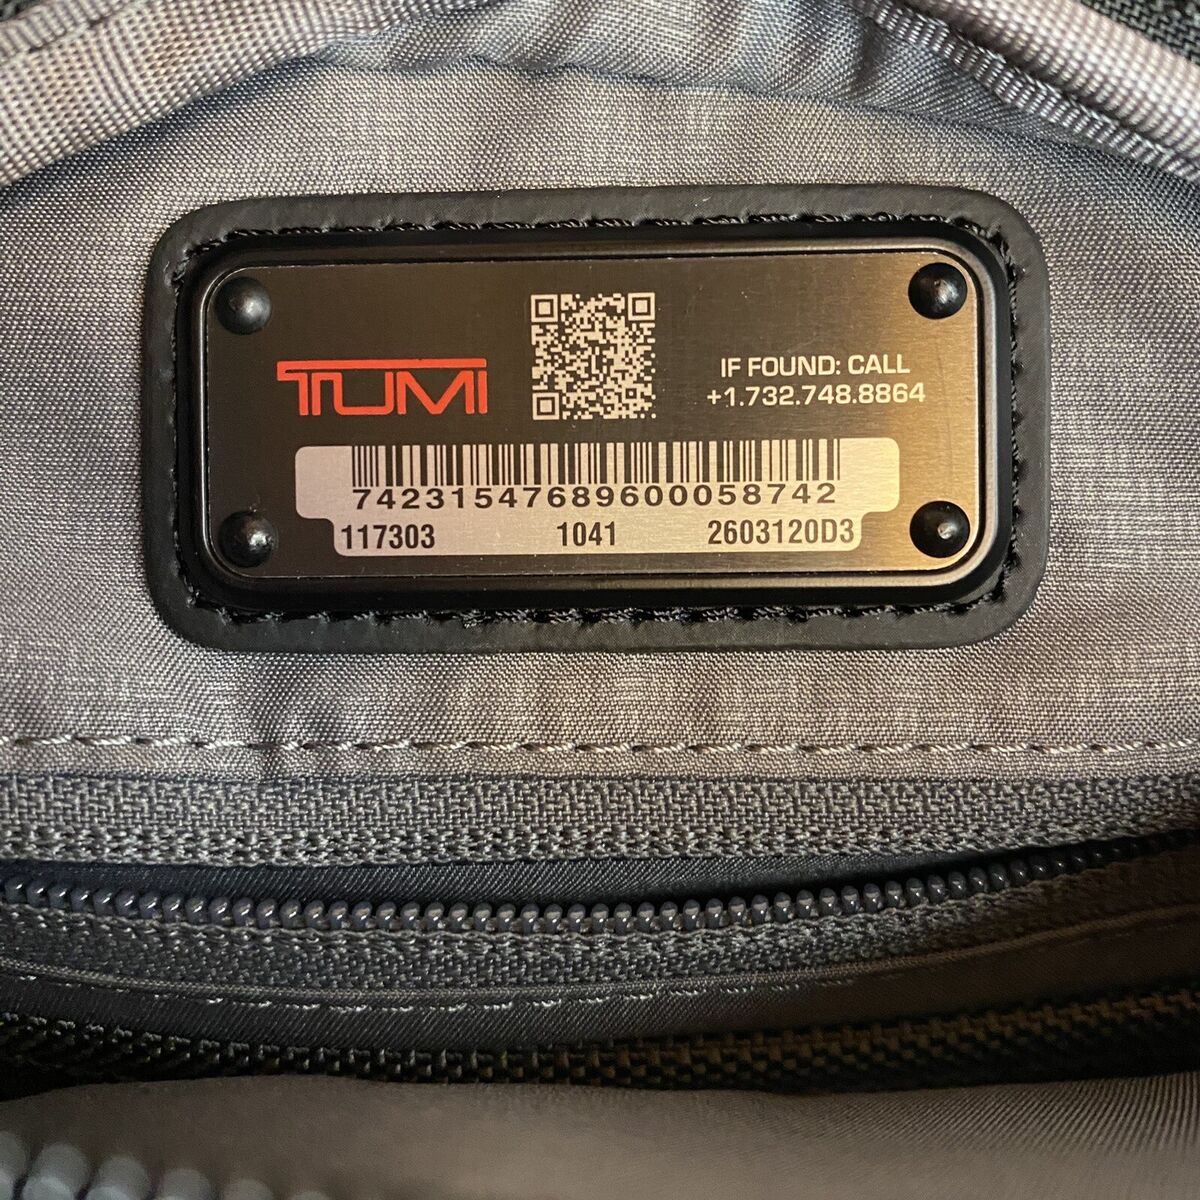 TUMI
IF FOUND: CALL
+1.732.748.8864
74231547689600058742
117303 1041 2603120D3